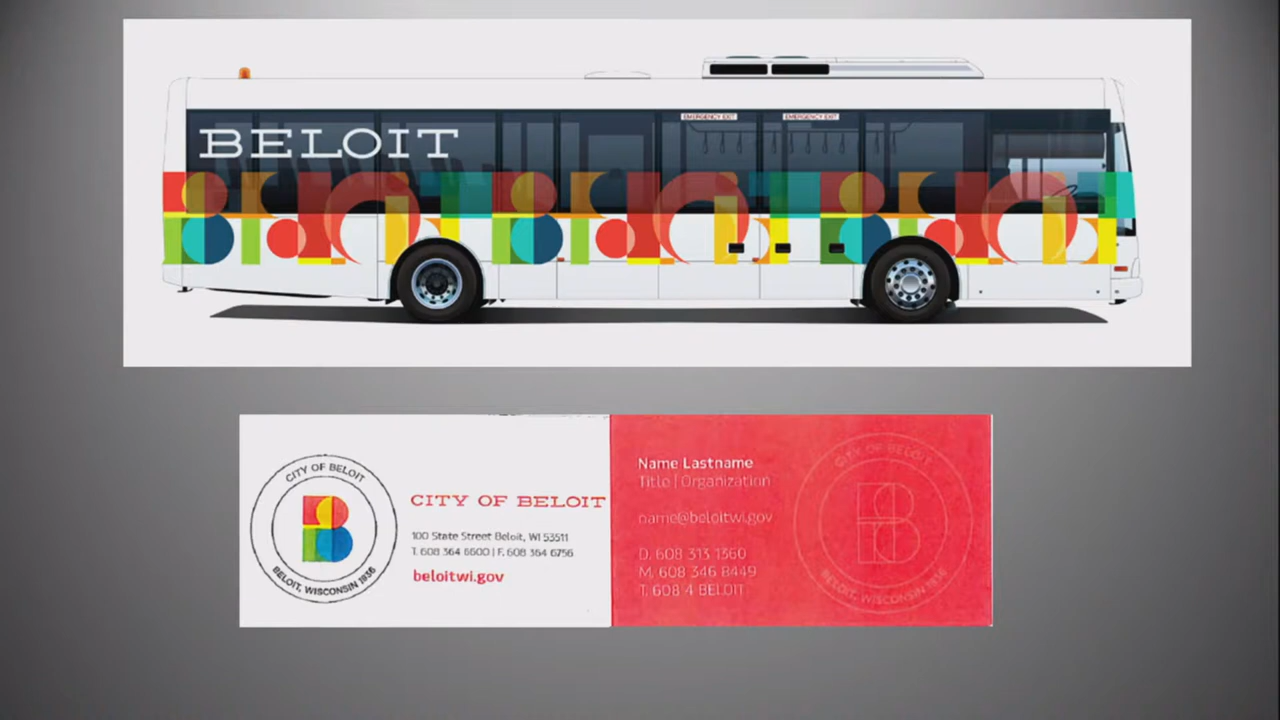 EMERGENCY EXIT
EMERGENCY EXIT
BELOIT
CITY OF BELOIT
BELOIT, WISCONSIN 1836
CITY OF BELOIT
100 State Street Beloit, WI 53511
T. 608 364 6600 | F. 608 364 6756
beloitwi.gov
Name Lastname
Title | Organization
name@beloitwi.gov
D. 608 313 1360
M. 608 346 8449
T. 608 4 BELOIT
CITY OF BELOIT
BELOIT, WISCONSIN 1836